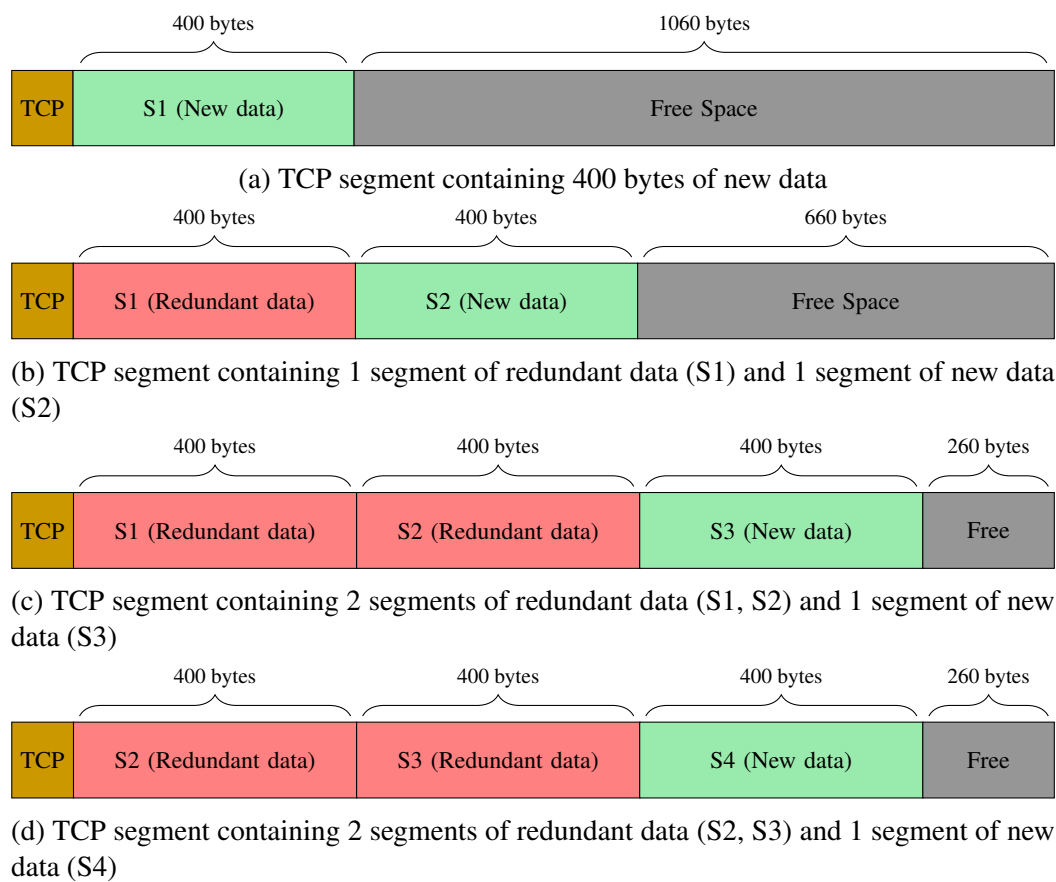 400 bytes 1060 bytes
TCP S1 (New data) Free Space
(a) TCP segment containing 400 bytes of new data
400 bytes 400 bytes 660 bytes
TCP S1 (Redundant data) S2 (New data) Free Space
(b) TCP segment containing 1 segment of redundant data (S1) and 1 segment of new data
(S2)
400 bytes 400 bytes 400 bytes 260 bytes
TCP S1 (Redundant data) S2 (Redundant data) S3 (New data) Free
(c) TCP segment containing 2 segments of redundant data (S1, S2) and 1 segment of new
data (S3)
400 bytes 400 bytes 400 bytes 260 bytes
TCP S2 (Redundant data) S3 (Redundant data) S4 (New data) Free
(d) TCP segment containing 2 segments of redundant data (S2, S3) and 1 segment of new
data (S4)